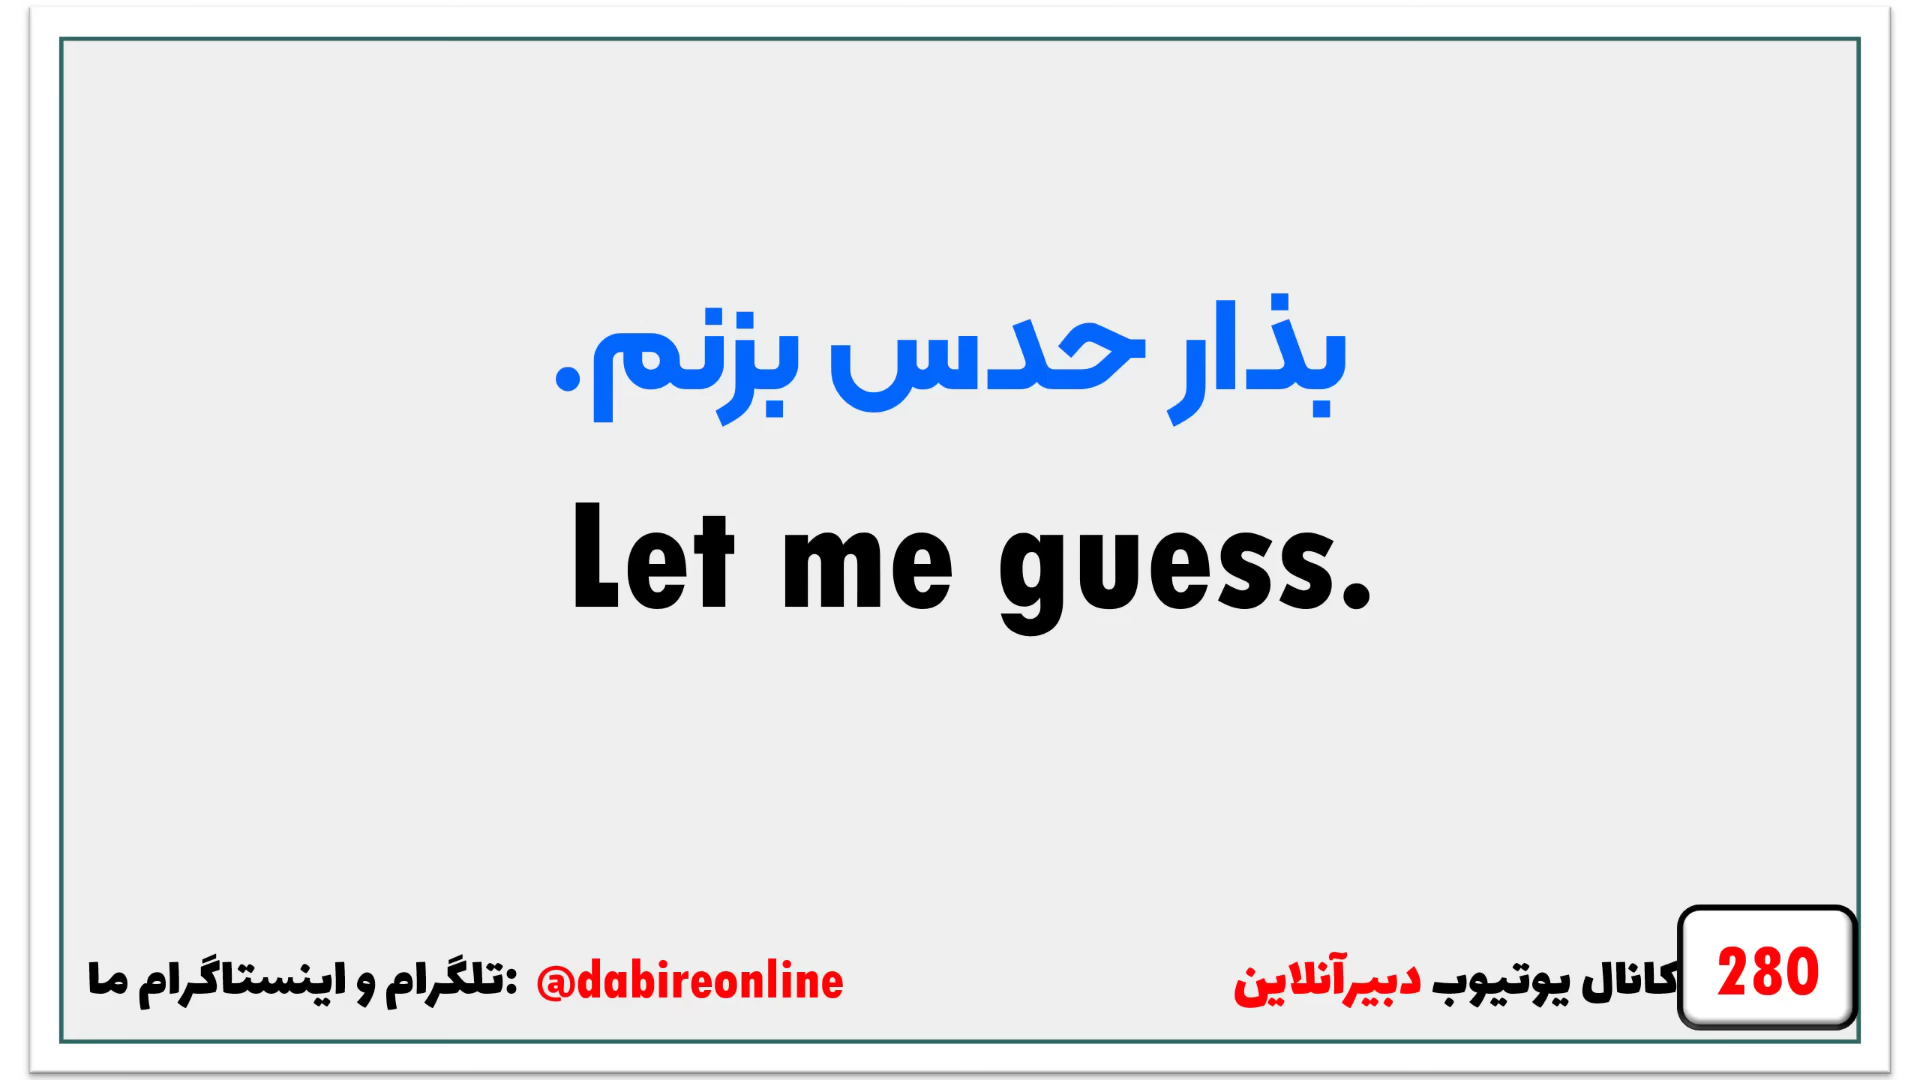 بذار حدس بزنم.
Let me guess.
تلگرام و اینستاگرام ما: @dabireonline
کانال یوتیوب دبیرآنلاین
280